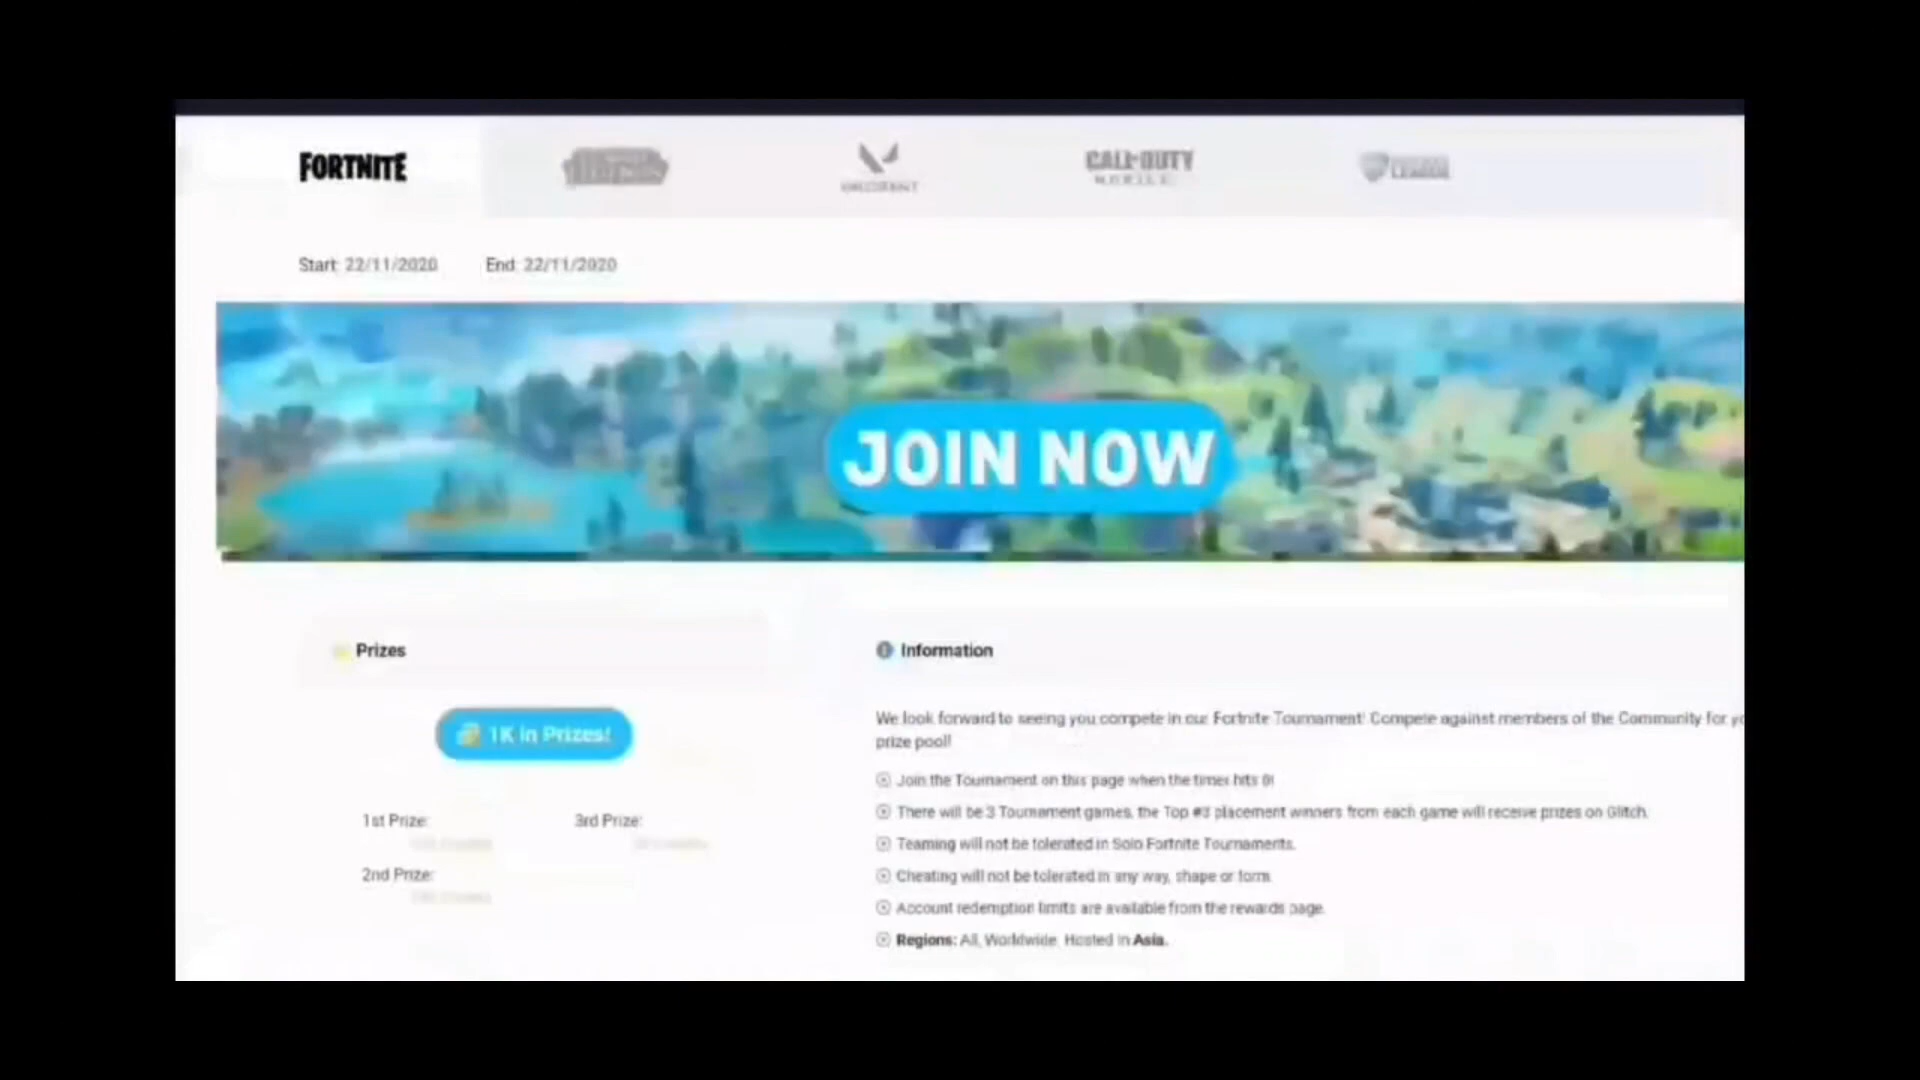 FORTNITE
VALORANT
CALL OF DUTY
MOBILE
LEAGUE
Start: 22/11/2020 End: 22/11/2020
JOIN NOW
Prizes
Information
1K in Prizes!
We look forward to seeing you compete in our Fortnite Tournament! Compete against members of the Community for
prize pool!
Join the Tournament on this page when the timer hits 0!
There will be 3 Tournament games, the Top #3 placement winners from each game will receive prizes on Glitch.
1st Prize:
3rd Prize:
Teaming will not be tolerated in Solo Fortnite Tournaments.
2nd Prize:
Cheating will not be tolerated in any way, shape or form.
Account redemption limits are available from the rewards page.
Regions: All, Worldwide. Hosted in Asia.